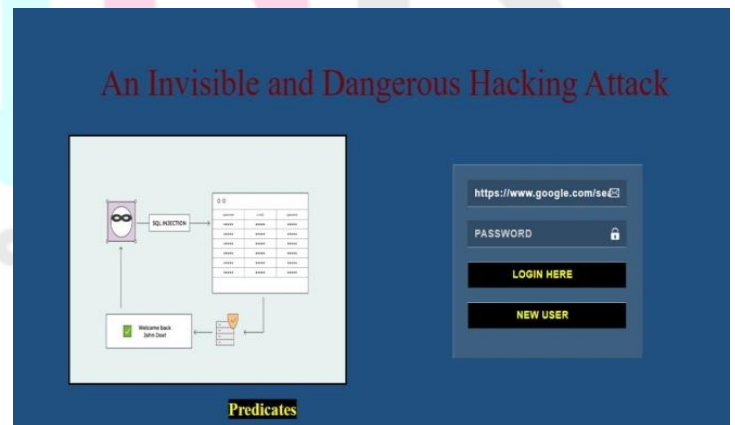 An Invisible and Dangerous Hacking Attack
SQL INJECTION
Welcome back
John Doe!
Predicates
https://www.google.com/sea
PASSWORD
LOGIN HERE
NEW USER